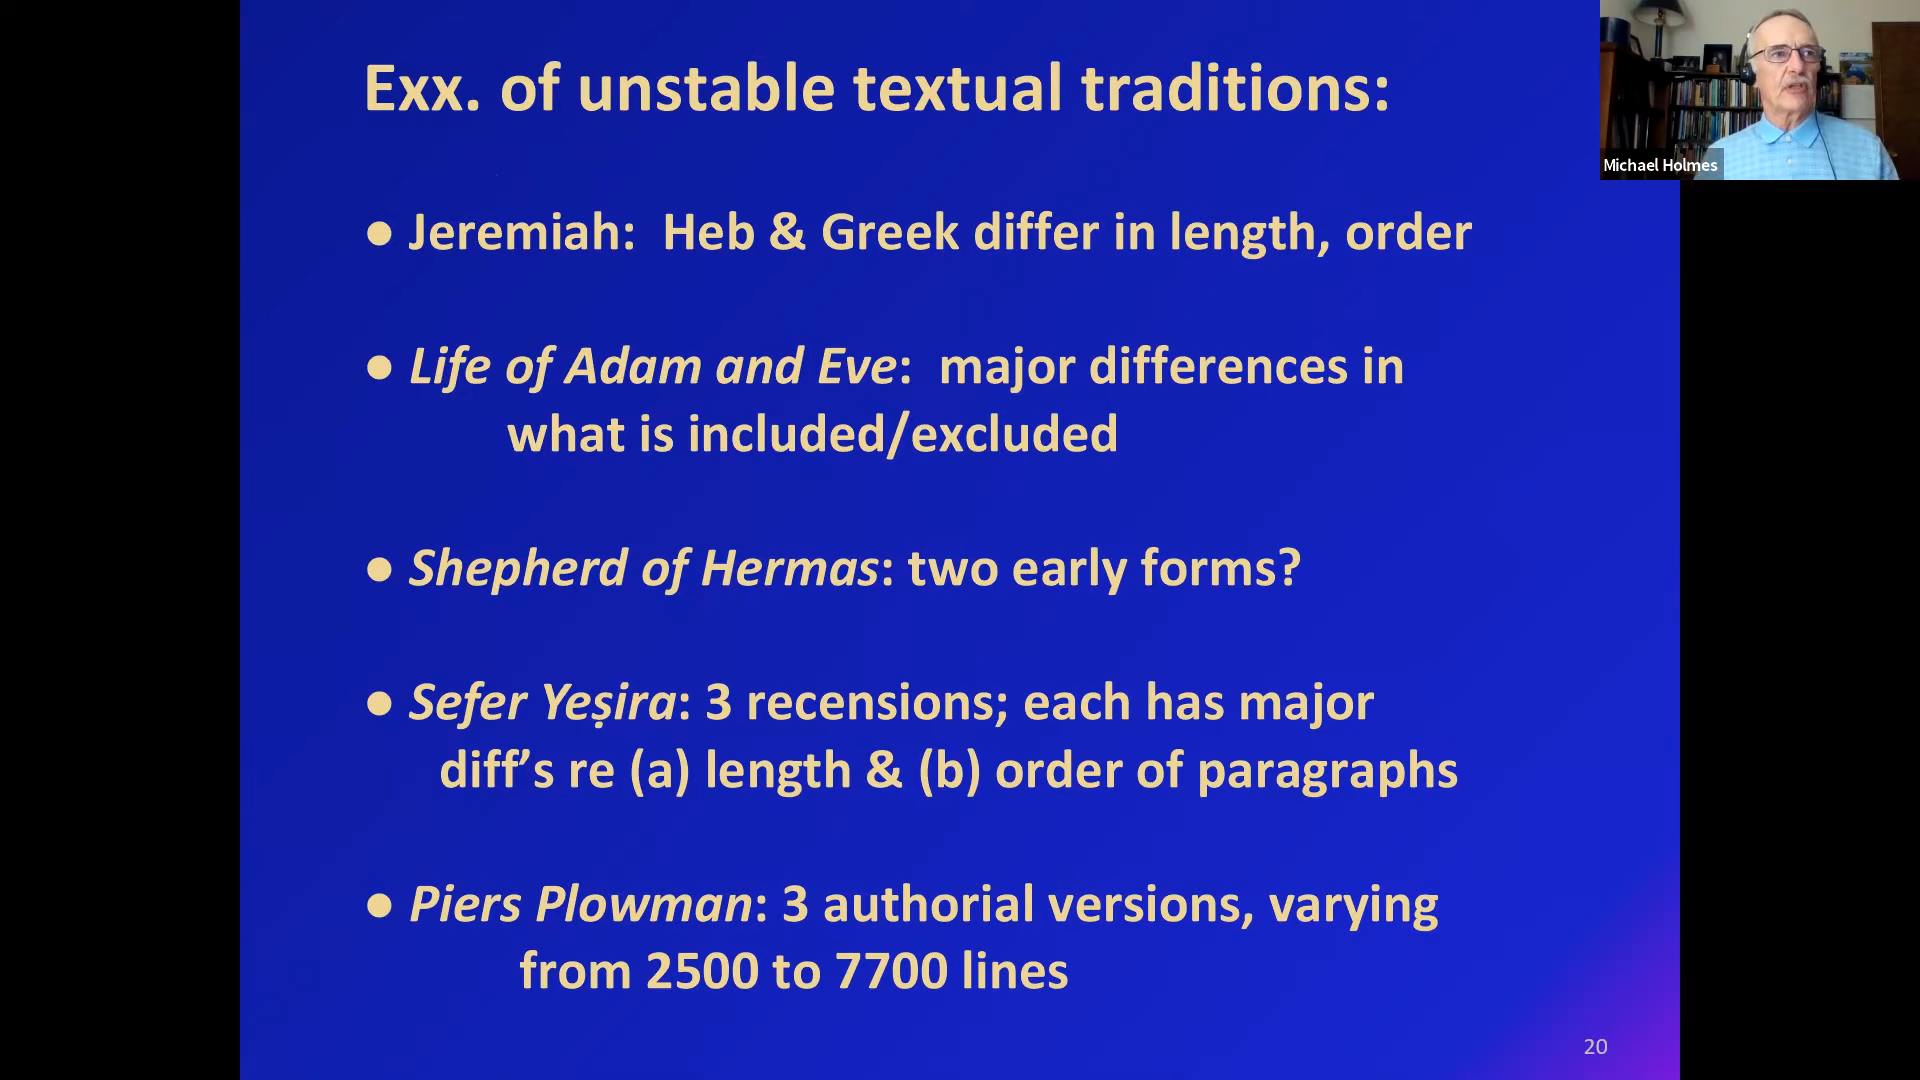 Exx. of unstable textual traditions:
● Jeremiah:  Heb & Greek differ in length, order
● Life of Adam and Eve:  major differences in
what is included/excluded
● Shepherd of Hermas: two early forms?
● Sefer Yeṣira: 3 recensions; each has major
diff’s re (a) length & (b) order of paragraphs
● Piers Plowman: 3 authorial versions, varying
from 2500 to 7700 lines
20
Michael Holmes